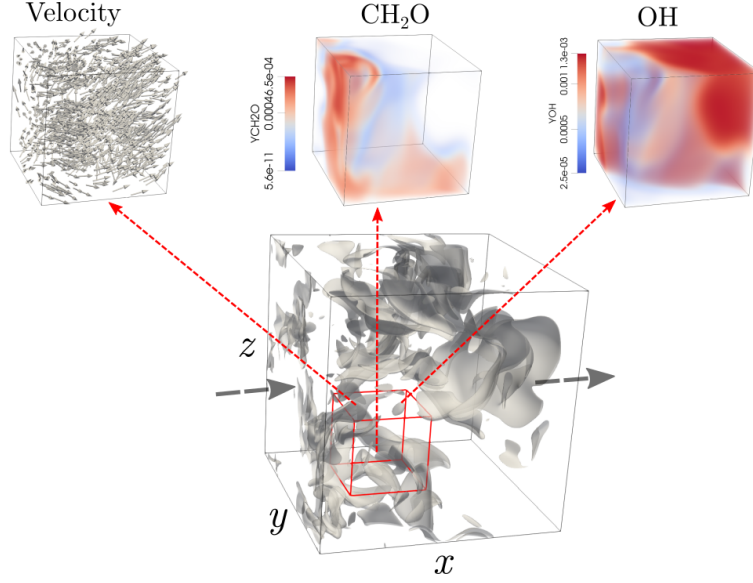 Velocity
CH₂O
OH
5.6e-11 0.00046.5e-04
YCH2O
2.5e-05 0.0005 0.001 1.3e-03
YOH
z
y
x